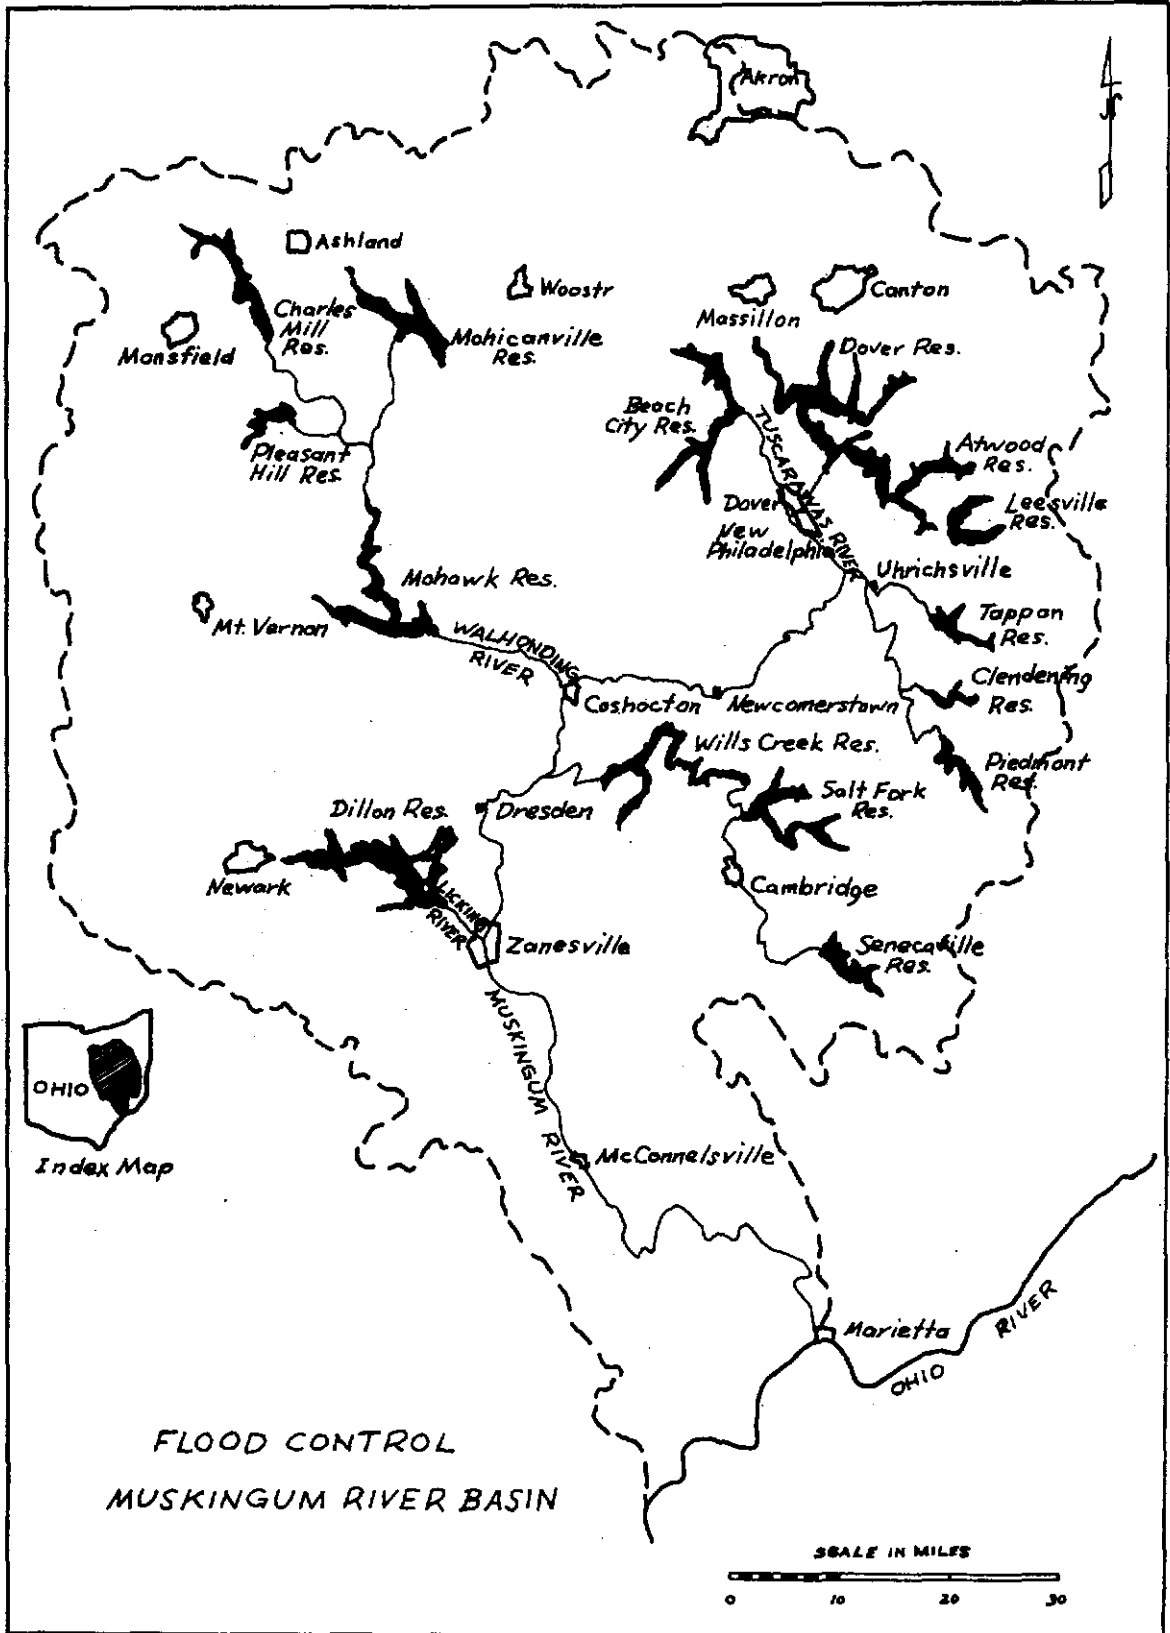 Akron
N
Ashland
Woostr
Canton
Massillon
Charles
Mill
Res.
Mansfield
Mohicanville
Res.
Dover Res.
Beach
City Res.
TUSCARAWAS RIVER
Atwood
Res.
Pleasant
Hill Res.
Leesville
Res.
Dover
New
Philadelphia
Uhrichsville
Mohawk Res.
Mt. Vernon
Tappan
Res.
WALHONDING
RIVER
Clendening
Res.
Coshocton
Newcomerstown
Wills Creek Res.
Piedmont
Res.
Salt Fork
Res.
Dillon Res.
Dresden
Newark
Cambridge
LICKING
RIVER
Zanesville
Senecaville
Res.
MUSKINGUM RIVER
OHIO
Index Map
McConnelsville
Marietta
OHIO RIVER
FLOOD CONTROL
MUSKINGUM RIVER BASIN
SCALE IN MILES
0 10 20 30